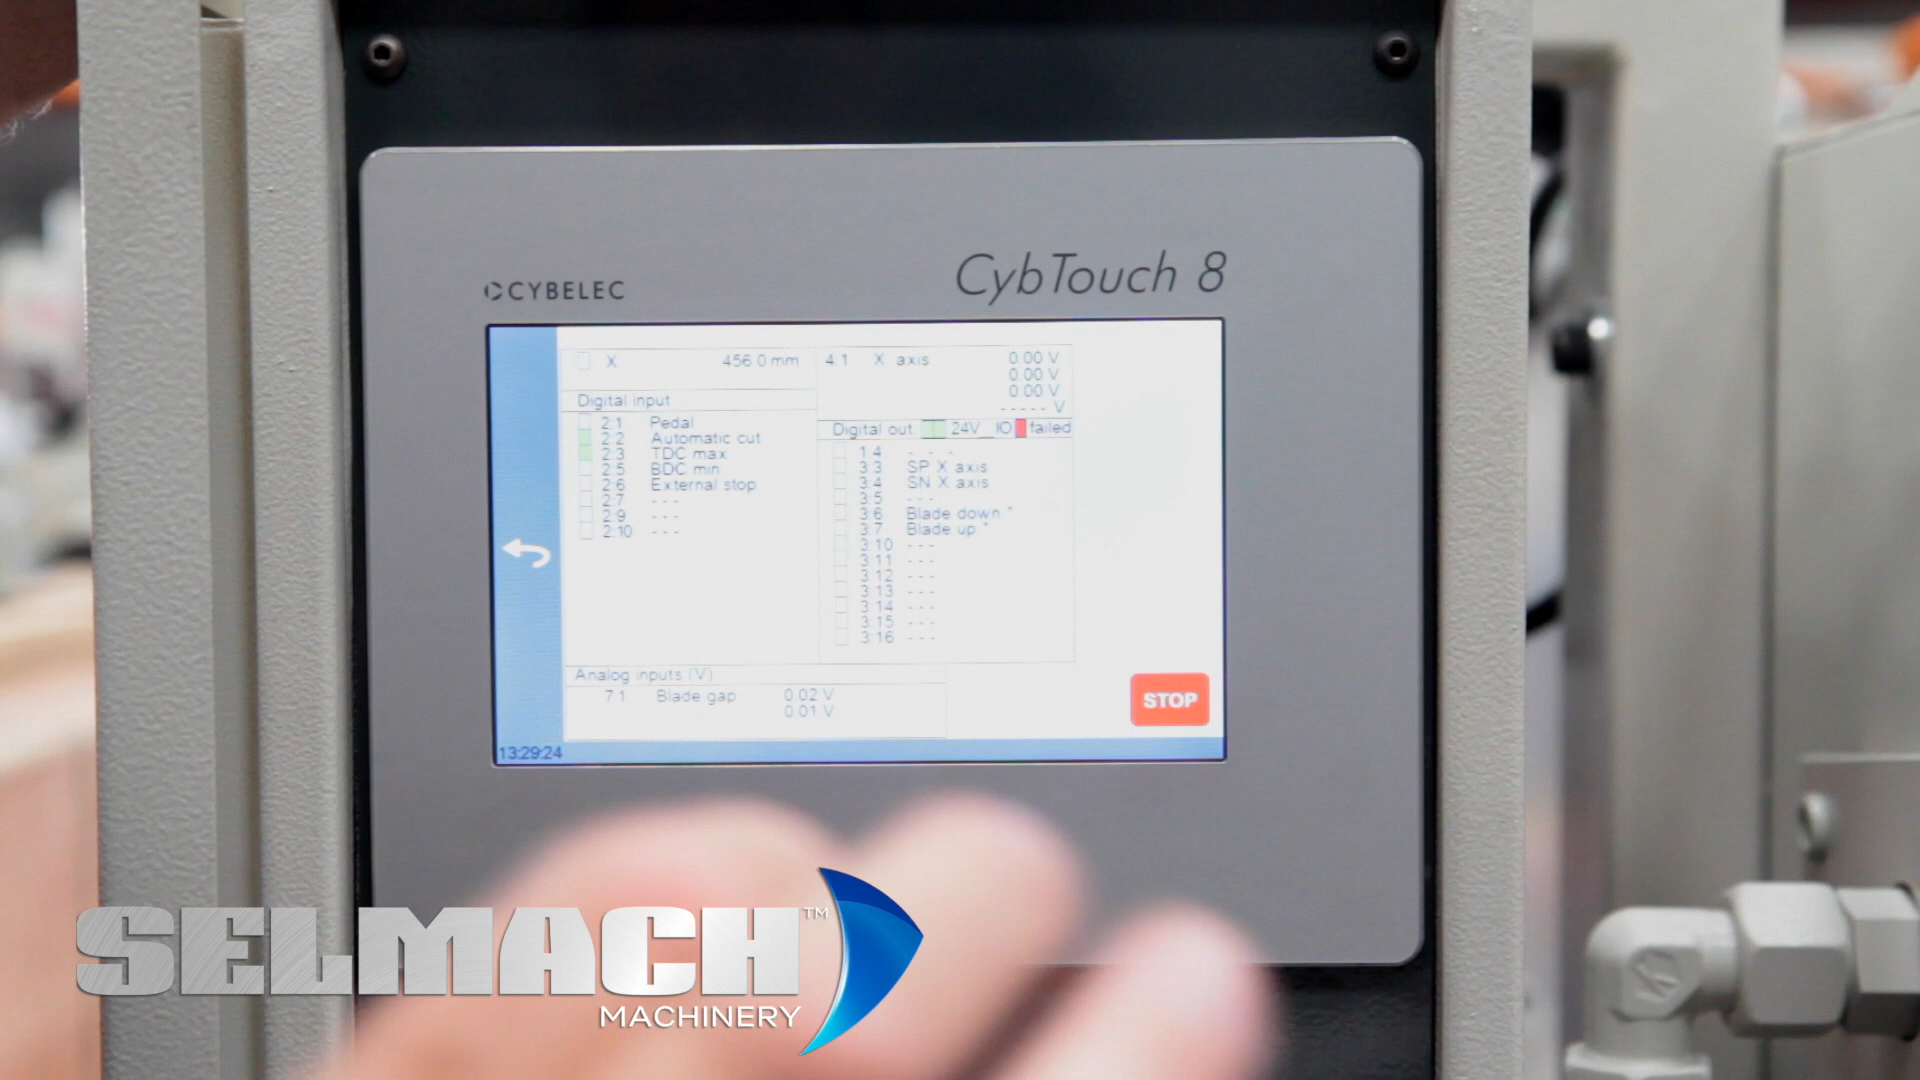 CYBELEC
CybTouch 8
X 456.0 mm
4:1 X axis 0.00 V
0.00 V
0.00 V
- - - - - V
Digital input
2:1 Pedal
2:2 Automatic cut
2:3 TDC max
2:5 BDC min
2:6 External stop
2:7 - - -
2:9 - - -
2:10 - - -
Digital out 24V_IO failed
1:4 - - -
3:3 SP X axis
3:4 SN X axis
3:5 - - -
3:6 Blade down *
3:7 Blade up *
3:10 - - -
3:11 - - -
3:12 - - -
3:13 - - -
3:14 - - -
3:15 - - -
3:16 - - -
Analog inputs (V)
7:1 Blade gap 0.02 V
0.01 V
STOP
13:29:24
SELMACH™
MACHINERY